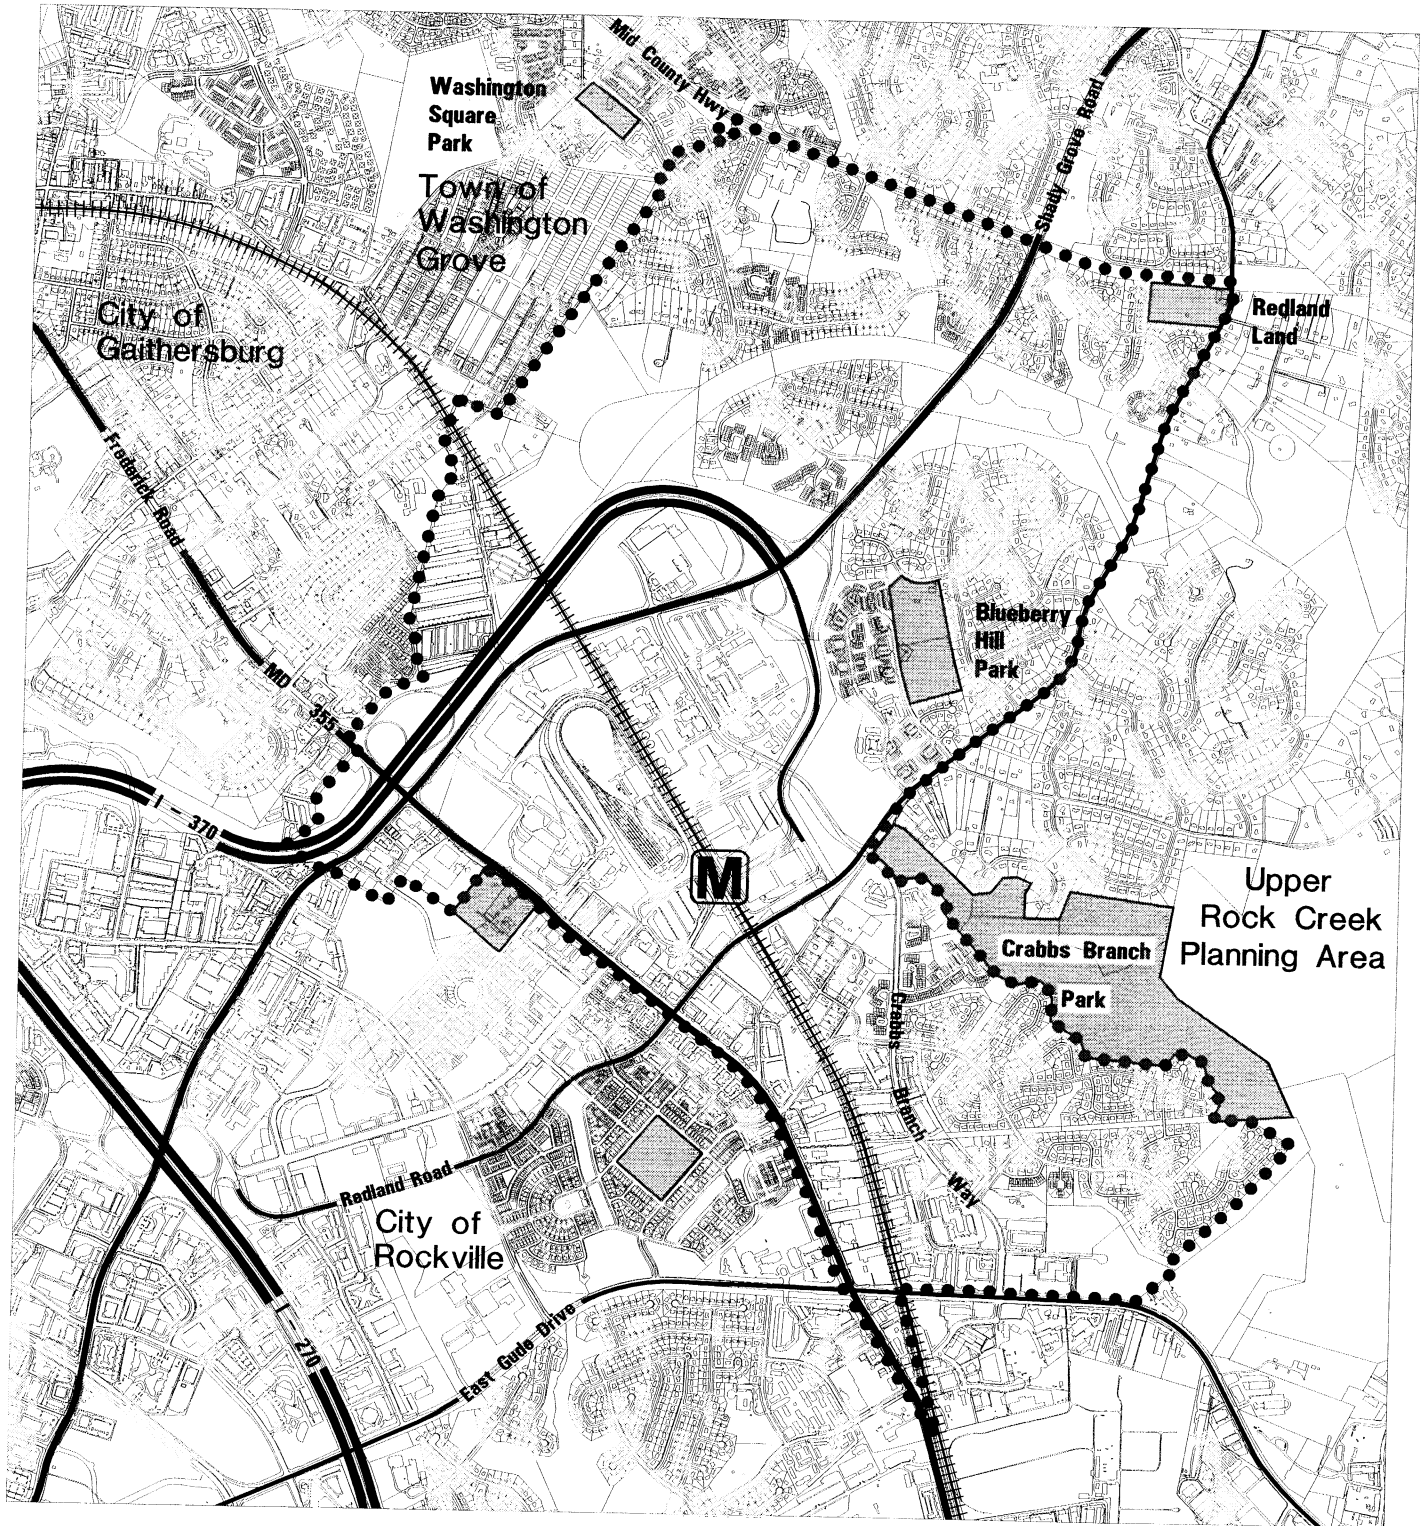 Mid County Hwy
Washington
Square
Park
Shady Grove Road
Town of
Washington
Grove
City of
Gaithersburg
Redland
Land
Frederick Road
MD
355
Blueberry
Hill
Park
I - 370
M
Upper
Rock Creek
Planning Area
Crabbs Branch
Park
Crabbs
Branch
Way
Redland Road
City of
Rockville
East Gude Drive
I - 270